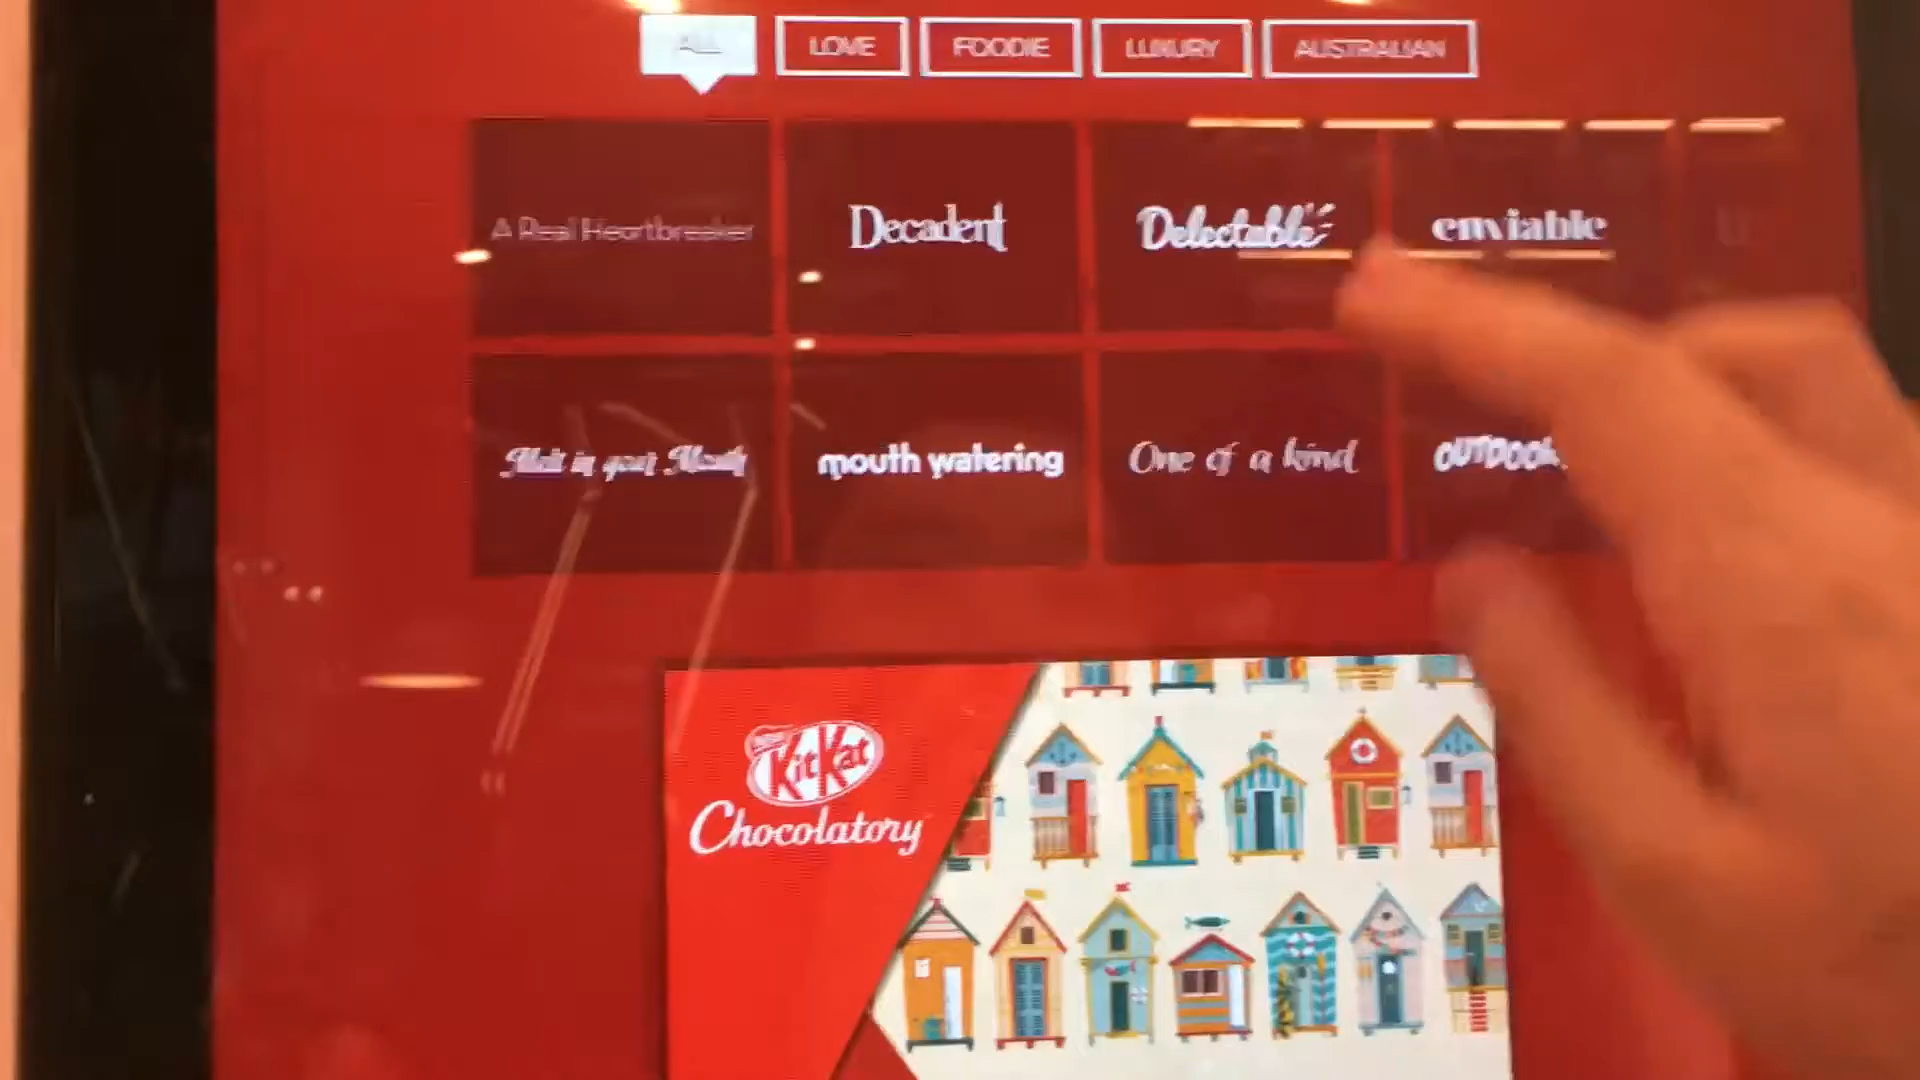 ALL LOVE FOODIE LUXURY AUSTRALIAN
A Real Heartbreaker Decadent Delectable enviable
Melt in your Mouth mouth watering One of a kind
Nestlé KitKat
Chocolatory